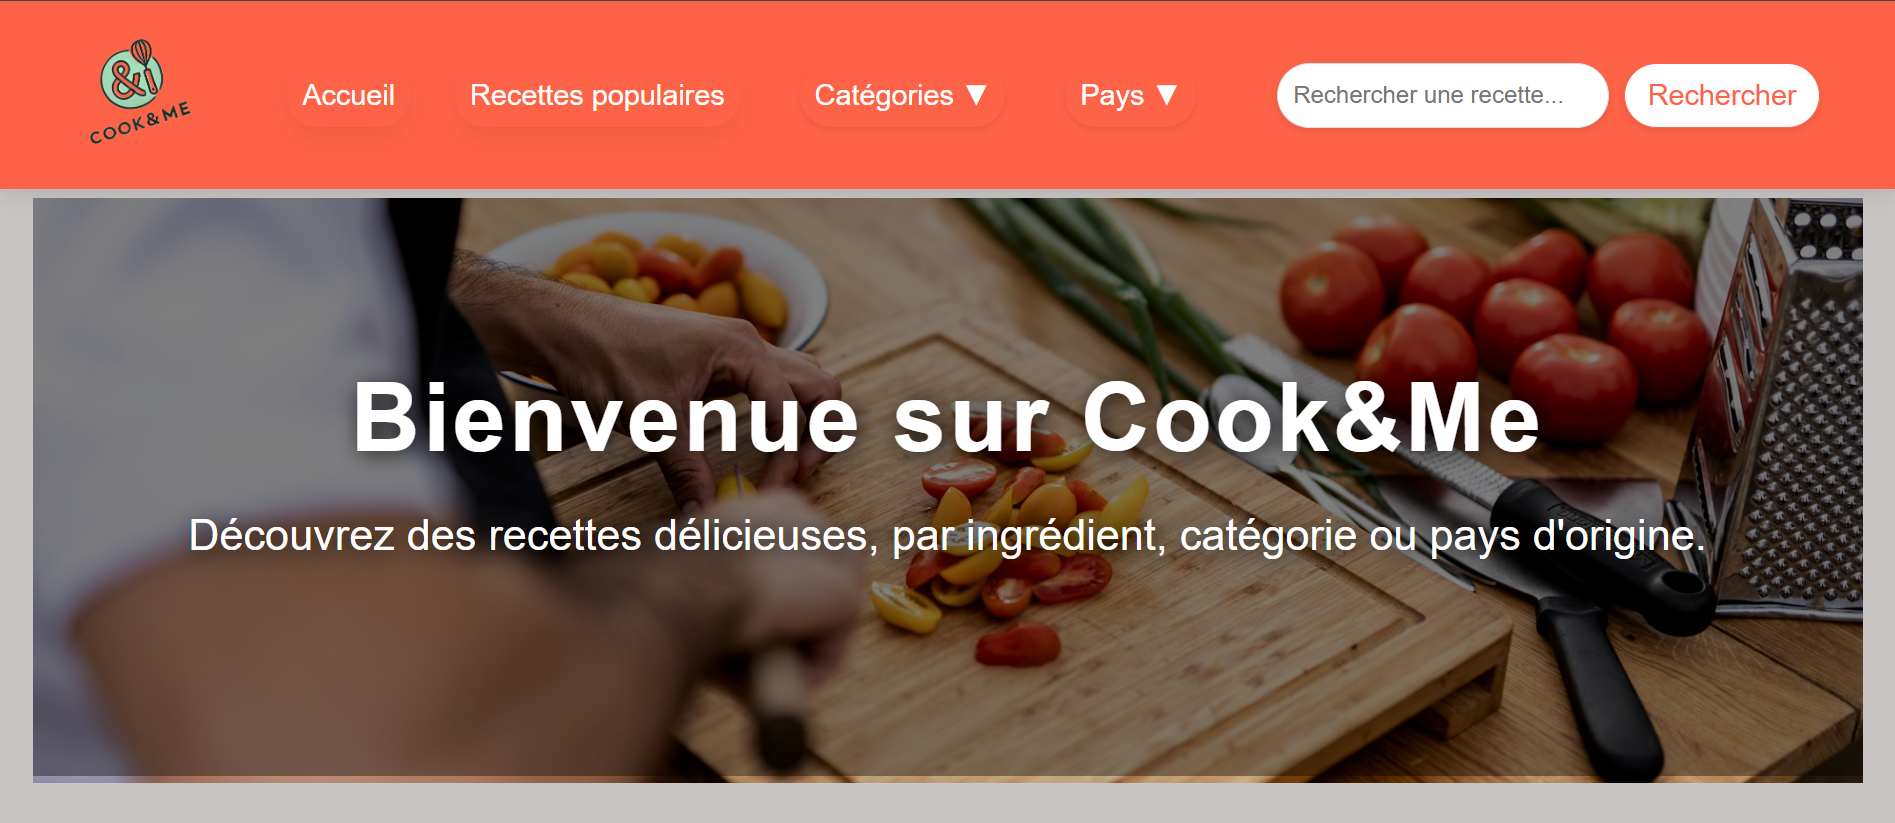 &
COOK&ME
Accueil
Recettes populaires
Catégories ▼
Pays ▼
Rechercher une recette...
Rechercher
Bienvenue sur Cook&Me
Découvrez des recettes délicieuses, par ingrédient, catégorie ou pays d'origine.